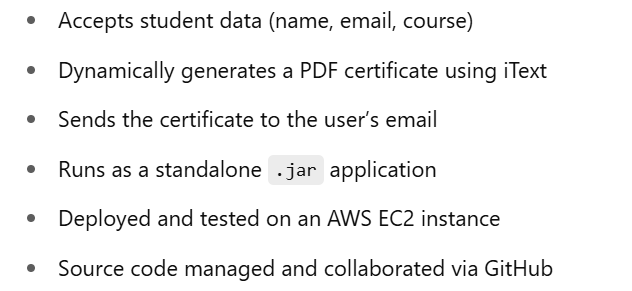 • Accepts student data (name, email, course)
• Dynamically generates a PDF certificate using iText
• Sends the certificate to the user’s email
• Runs as a standalone .jar application
• Deployed and tested on an AWS EC2 instance
• Source code managed and collaborated via GitHub